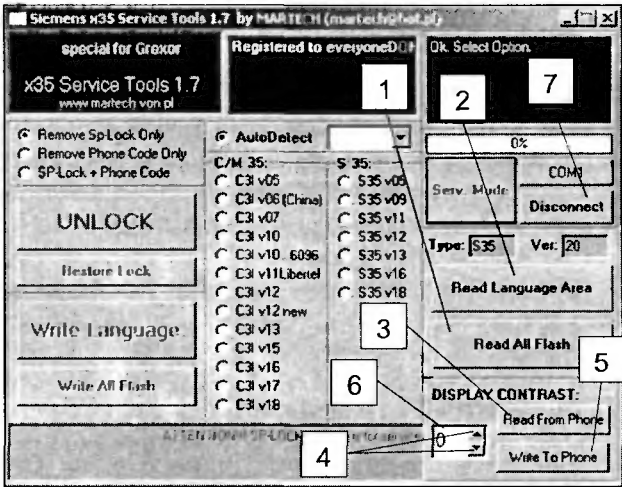 Siemens x35 Service Tools 1.7 by MARTECH (martech@hot.pl)
special for Grexor
x35 Service Tools 1.7
www martech von pl
Registered to everyone
Ok. Select Option.
1
2
7
Remove Sp-Lock Only
Remove Phone Code Only
SP-Lock + Phone Code
AutoDetect
0%
C/M 35:
S 35:
C3I v05
C3I v06 (China)
C3I v07
C3I v10
C3I v10 . 6096
C3I v11 Libertel
C3I v12
C3I v12 new
C3I v13
C3I v15
C3I v16
C3I v17
C3I v18
S35 v05
S35 v09
S35 v11
S35 v12
S35 v13
S35 v16
S35 v18
UNLOCK
Restore Lock
Write Language
Write All Flash
Serv. Mode
COM1
Disconnect
Type: S35 Ver: 20
Read Language Area
3
Read All Flash
5
DISPLAY CONTRAST:
6
0
Read From Phone
4
Write To Phone